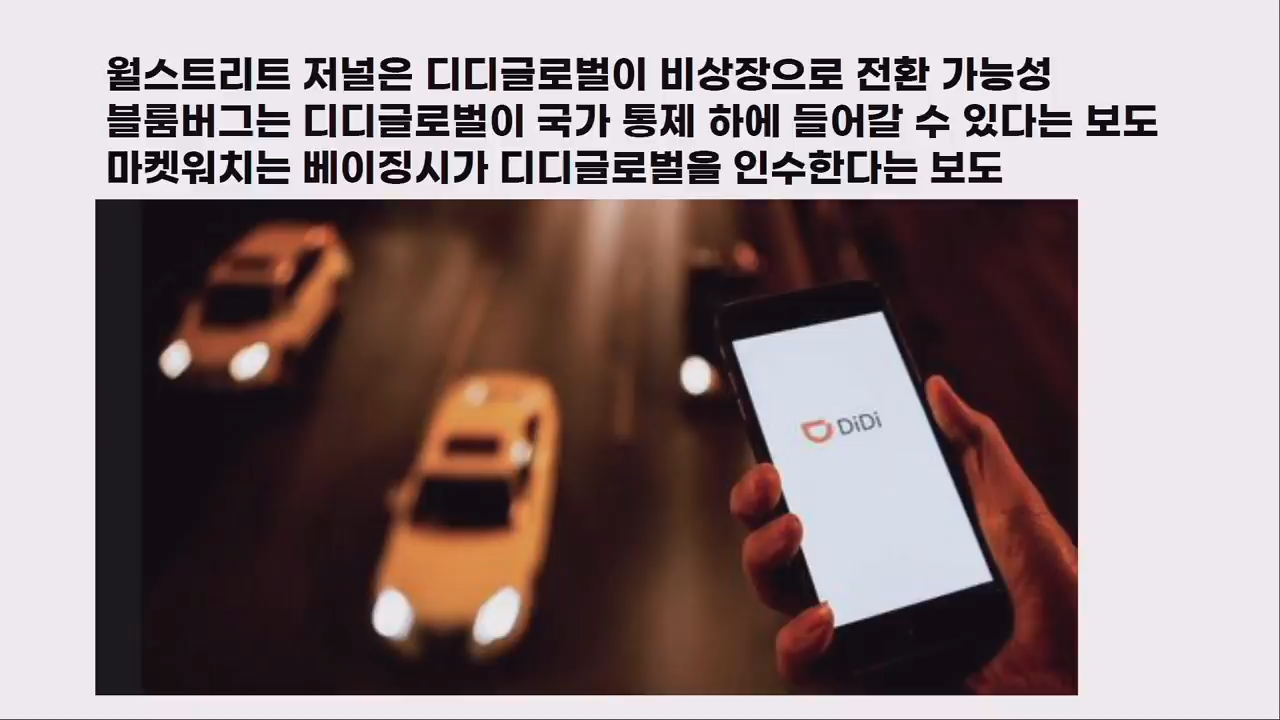 월스트리트 저널은 디디글로벌이 비상장으로 전환 가능성
블룸버그는 디디글로벌이 국가 통제 하에 들어갈 수 있다는 보도
마켓워치는 베이징시가 디디글로벌을 인수한다는 보도
DiDi